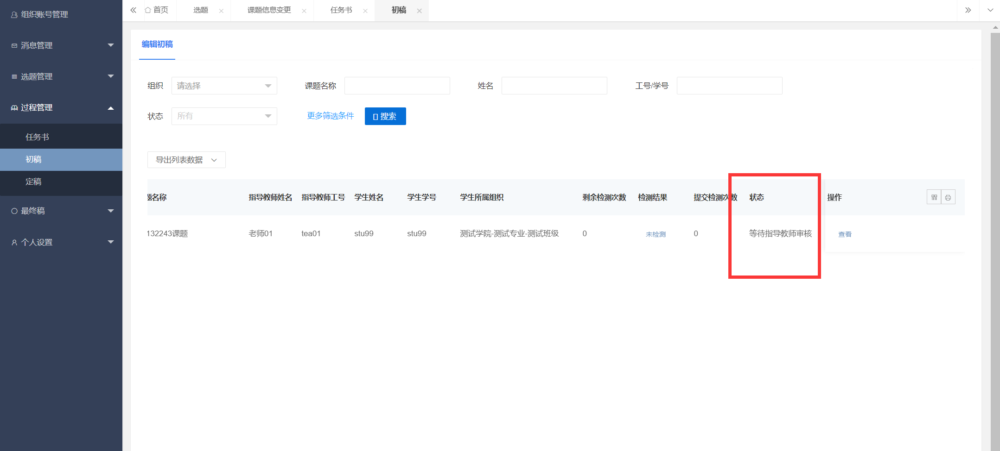 组织账号管理
消息管理
选题管理
过程管理
任务书
初稿
定稿
最终稿
个人设置
首页 选题 课题信息变更 任务书 初稿
编辑初稿
组织 请选择 课题名称 姓名 工号/学号
状态 所有 更多筛选条件 搜索
导出列表数据
题名称 指导教师姓名 指导教师工号 学生姓名 学生学号 学生所属组织 剩余检测次数 检测结果 提交检测次数 状态 操作
132243课题 老师01 tea01 stu99 stu99 测试学院-测试专业-测试班级 0 未检测 0 等待指导教师审核 查看